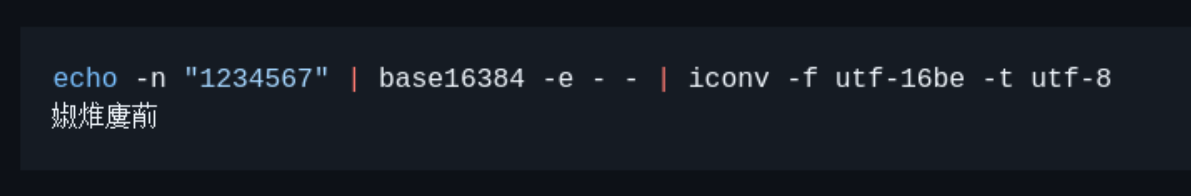 echo -n "1234567" | base16384 -e - - | iconv -f utf-16be -t utf-8
婌焳廔萷